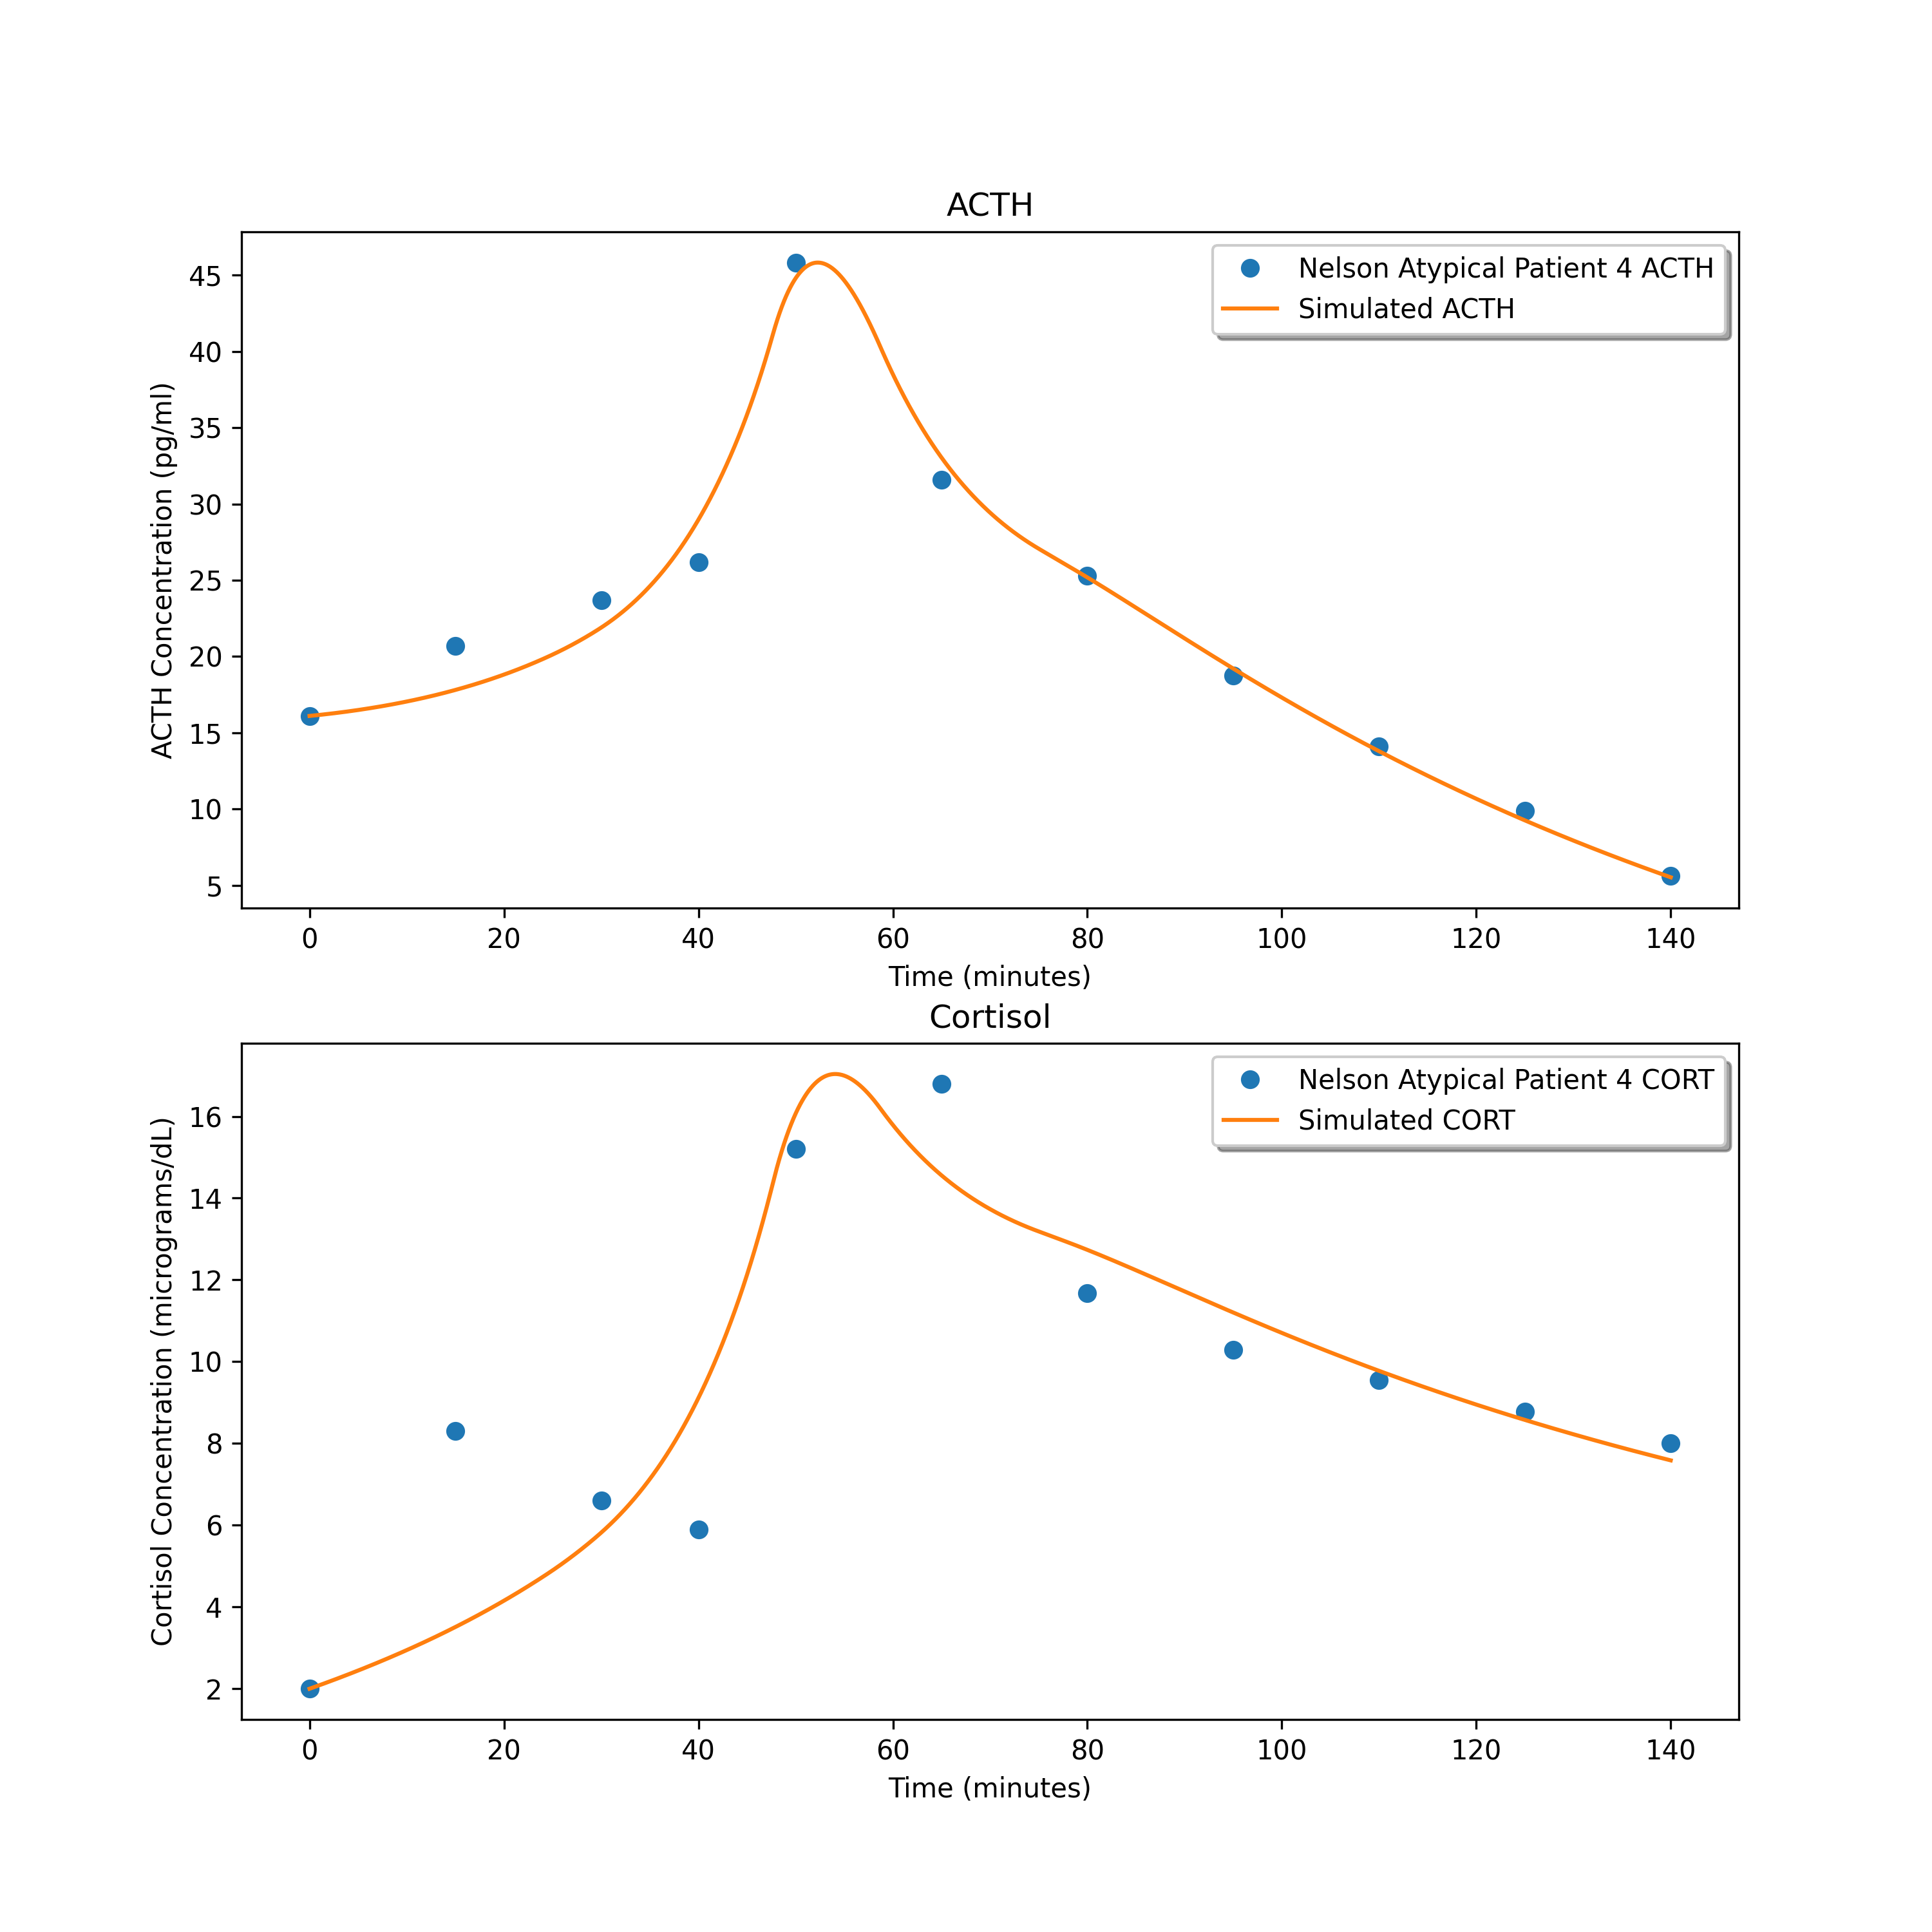 ACTH
Nelson Atypical Patient 4 ACTH
Simulated ACTH
ACTH Concentration (pg/ml)
45
40
35
30
25
20
15
10
5
0 20 40 60 80 100 120 140
Time (minutes)
Cortisol
Nelson Atypical Patient 4 CORT
Simulated CORT
Cortisol Concentration (micrograms/dL)
16
14
12
10
8
6
4
2
0 20 40 60 80 100 120 140
Time (minutes)